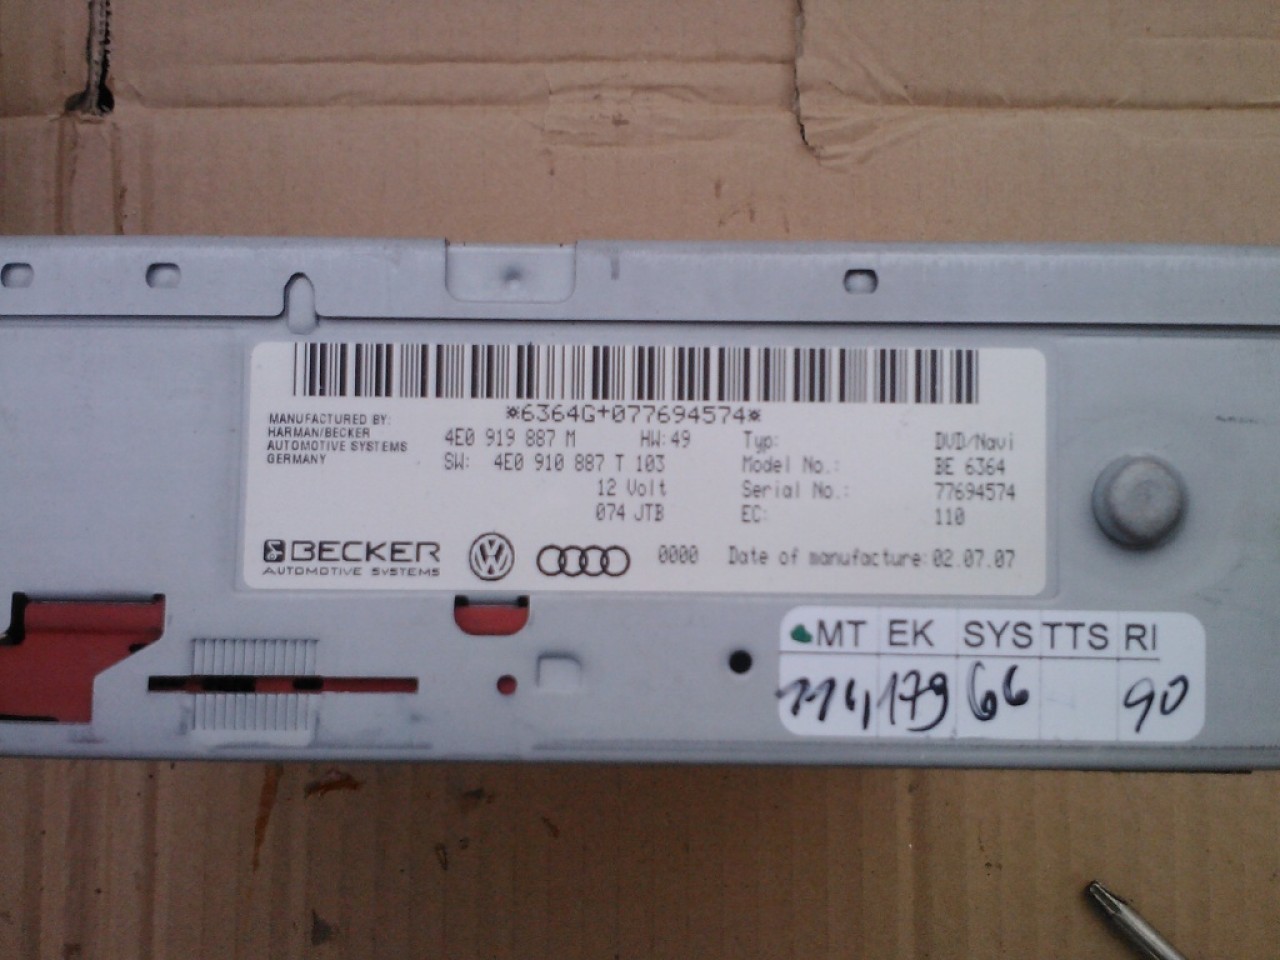 *6364G+077694574*
MANUFACTURED BY:
HARMAN/BECKER
AUTOMOTIVE SYSTEMS
GERMANY
4E0 919 887 M HW:49
SW: 4E0 910 887 T 103
12 Volt
074 JTB
Typ: DVD/Navi
Model No.: BE 6364
Serial No.: 77694574
EC: 110
BECKER
AUTOMOTIVE SYSTEMS
0000 Date of manufacture: 02.07.07
MT EK SYS TTS RI
179 66 90